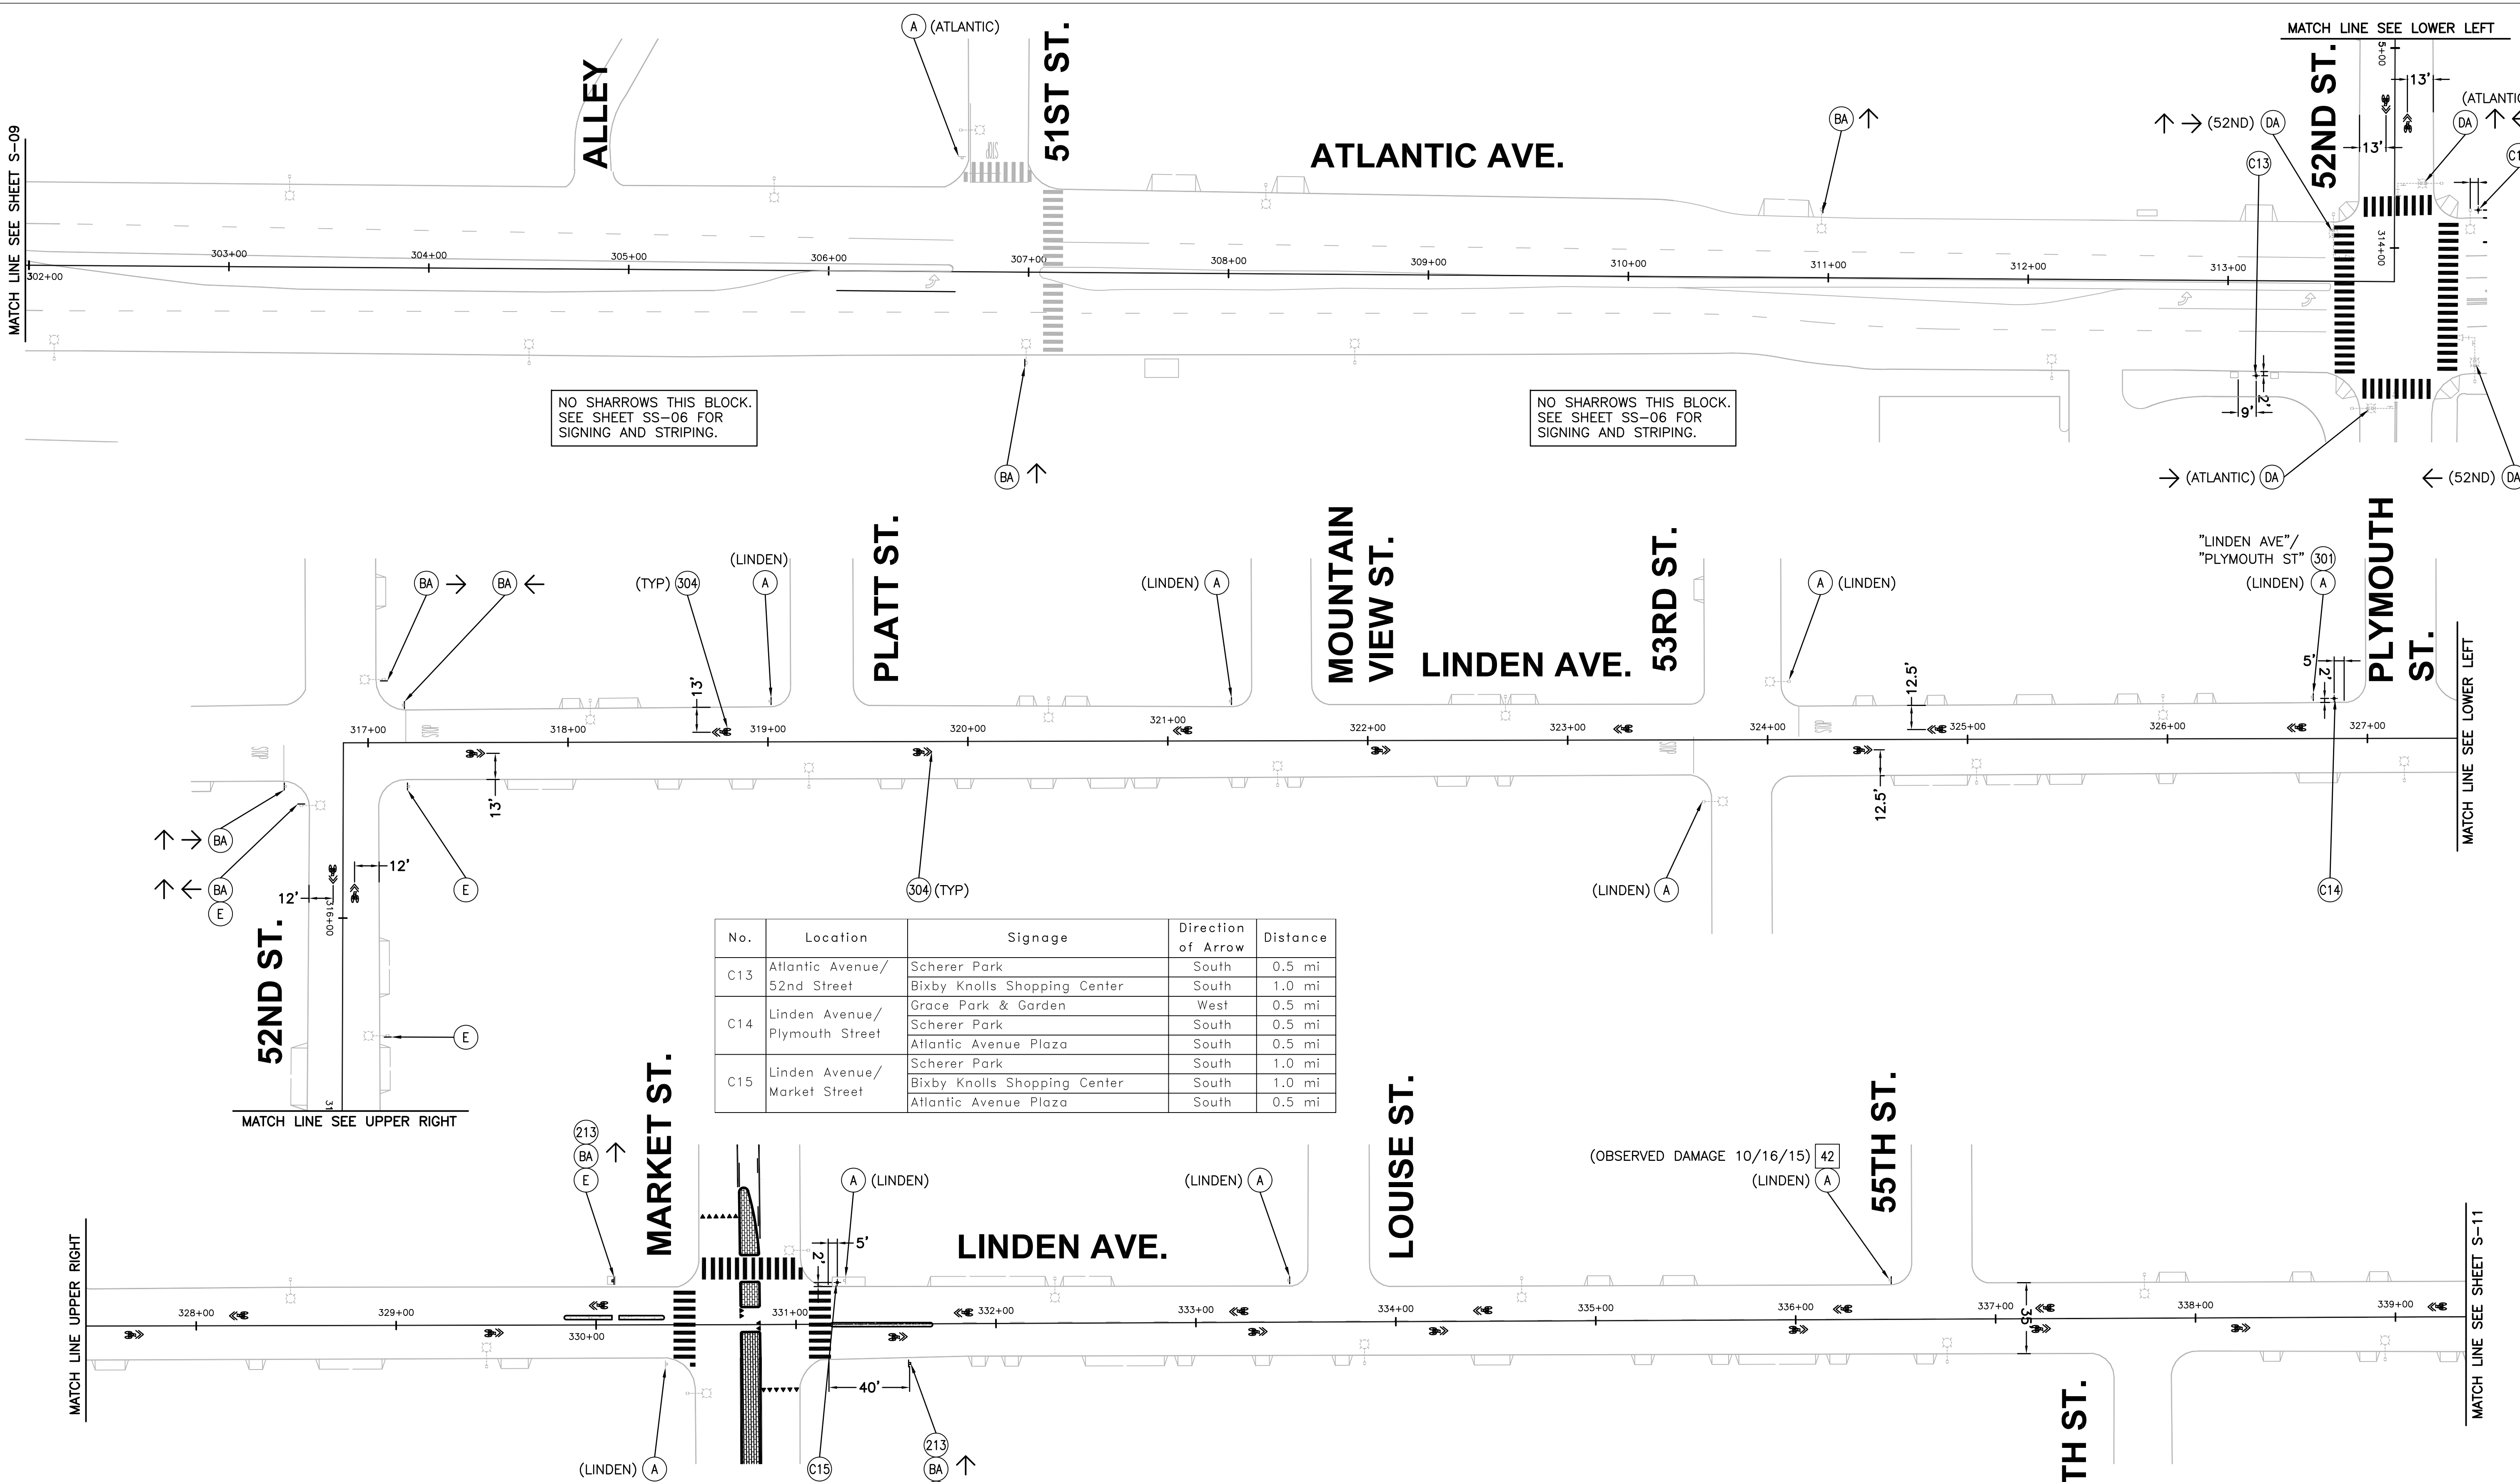 MATCH LINE SEE SHEET S-09
ALLEY
A (ATLANTIC)
51ST ST.
ATLANTIC AVE.
BA
(52ND) DA
C13
52ND ST.
MATCH LINE SEE LOWER LEFT
5+00
13'
13'
DA
314+00
302+00
303+00
304+00
305+00
306+00
307+00
308+00
309+00
310+00
311+00
312+00
313+00
STOP
9'
2'
NO SHARROWS THIS BLOCK.
SEE SHEET SS-06 FOR
SIGNING AND STRIPING.
NO SHARROWS THIS BLOCK.
SEE SHEET SS-06 FOR
SIGNING AND STRIPING.
BA
(ATLANTIC) DA
(52ND) DA
BA
BA
(TYP) 304
(LINDEN)
A
PLATT ST.
(LINDEN) A
MOUNTAIN
VIEW ST.
LINDEN AVE.
53RD ST.
A (LINDEN)
"LINDEN AVE"/
"PLYMOUTH ST" 301
(LINDEN) A
PLYMOUTH
ST.
MATCH LINE SEE LOWER LEFT
13'
12.5'
5'
2'
317+00
318+00
319+00
320+00
321+00
322+00
323+00
324+00
325+00
326+00
327+00
STOP
STOP
STOP
STOP
13'
12.5'
BA
BA
E
12'
12'
316+00
E
304 (TYP)
(LINDEN) A
C14
52ND ST.
E
31
MATCH LINE SEE UPPER RIGHT
No. Location Signage Direction of Arrow Distance
C13 Atlantic Avenue/ 52nd Street Scherer Park South 0.5 mi
Bixby Knolls Shopping Center South 1.0 mi
C14 Linden Avenue/ Plymouth Street Grace Park & Garden West 0.5 mi
Scherer Park South 0.5 mi
Atlantic Avenue Plaza South 0.5 mi
C15 Linden Avenue/ Market Street Scherer Park South 1.0 mi
Bixby Knolls Shopping Center South 1.0 mi
Atlantic Avenue Plaza South 0.5 mi
MATCH LINE UPPER RIGHT
213
BA
E
MARKET ST.
A (LINDEN)
LINDEN AVE.
(LINDEN) A
LOUISE ST.
(OBSERVED DAMAGE 10/16/15) 42
(LINDEN) A
55TH ST.
MATCH LINE SEE SHEET S-11
5'
2'
328+00
329+00
330+00
331+00
332+00
333+00
334+00
335+00
336+00
337+00
338+00
339+00
35'
40'
(LINDEN) A
C15
213
BA
TH ST.